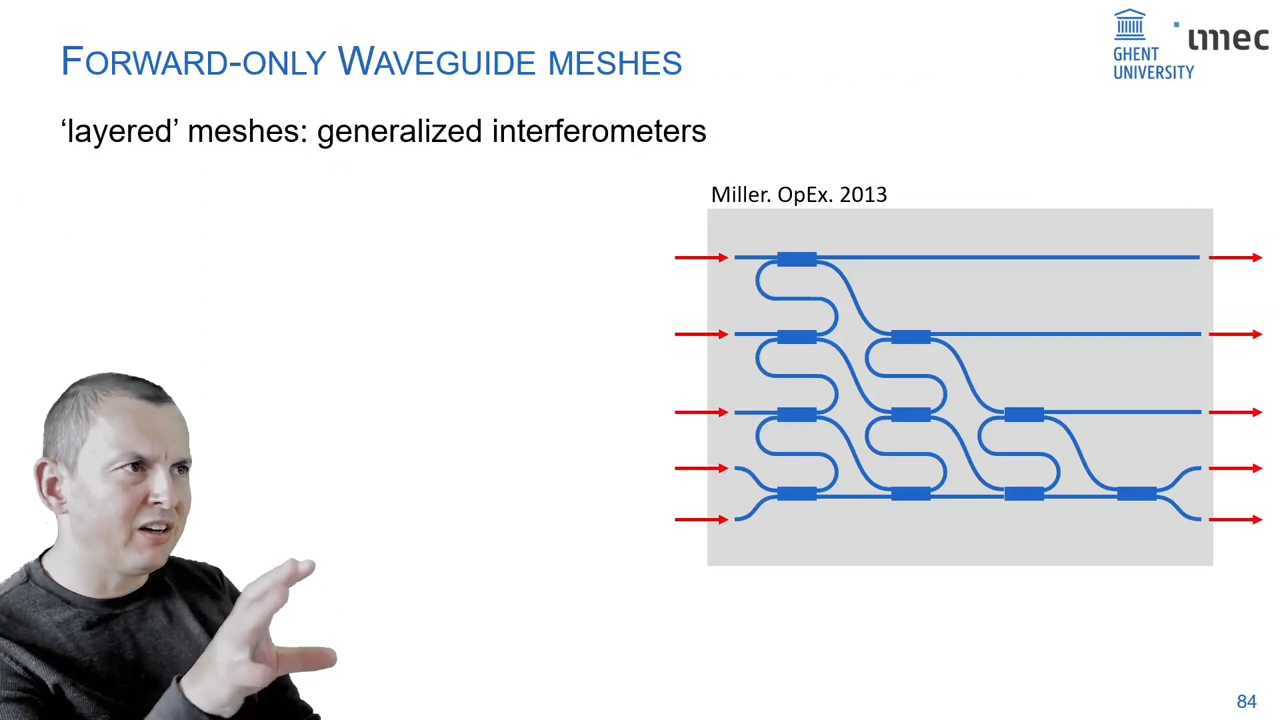 FORWARD-ONLY WAVEGUIDE MESHES
GHENT
UNIVERSITY
imec
‘layered’ meshes: generalized interferometers
Miller. OpEx. 2013
84